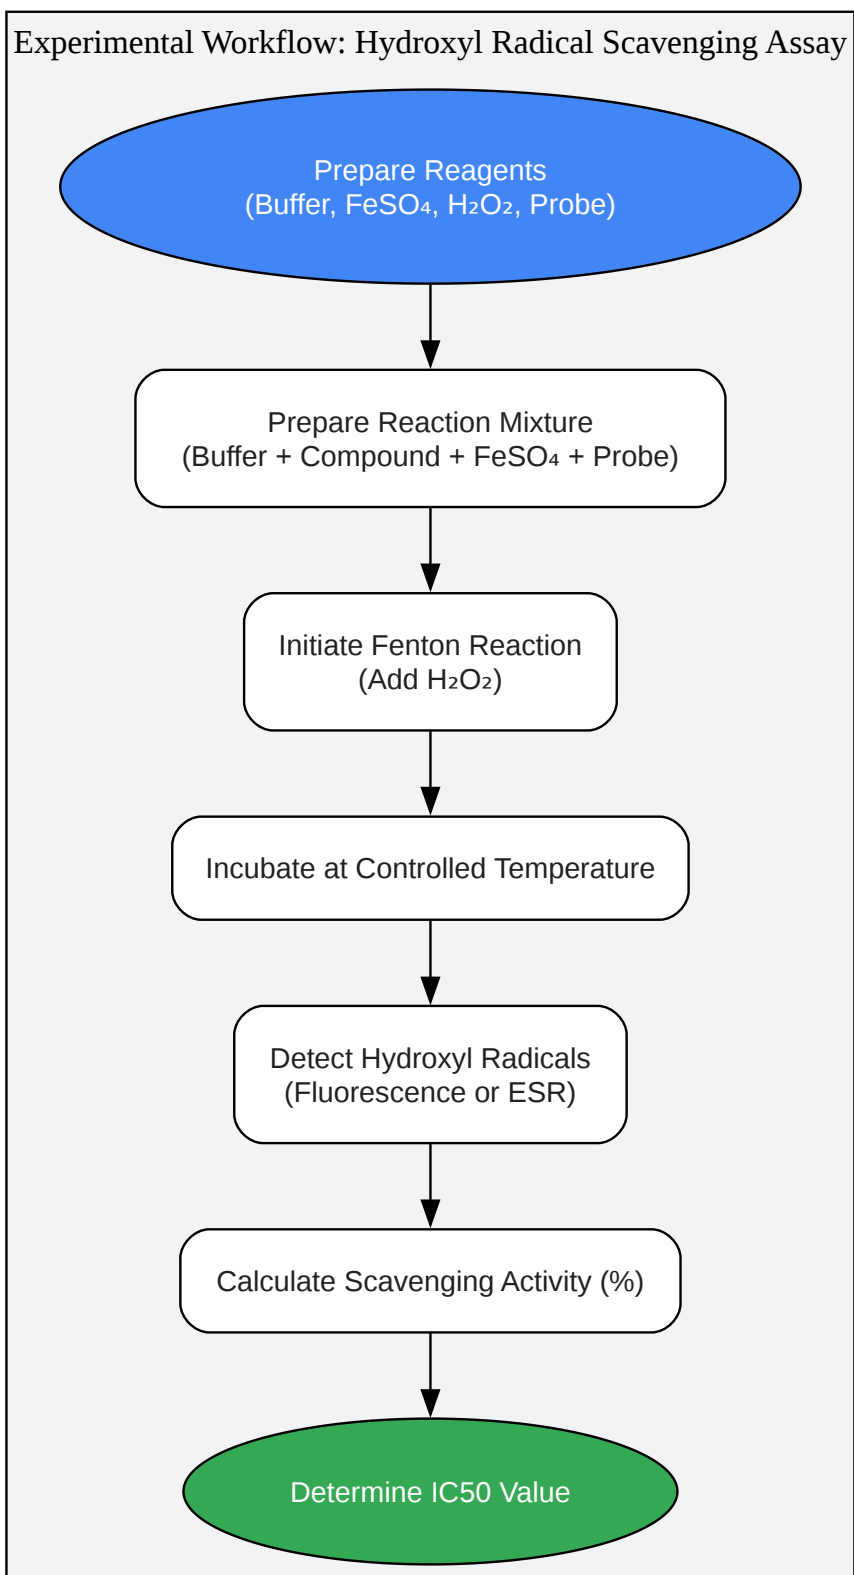 Experimental Workflow: Hydroxyl Radical Scavenging Assay
Prepare Reagents
(Buffer, FeSO₄, H₂O₂, Probe)
Prepare Reaction Mixture
(Buffer + Compound + FeSO₄ + Probe)
Initiate Fenton Reaction
(Add H₂O₂)
Incubate at Controlled Temperature
Detect Hydroxyl Radicals
(Fluorescence or ESR)
Calculate Scavenging Activity (%)
Determine IC50 Value